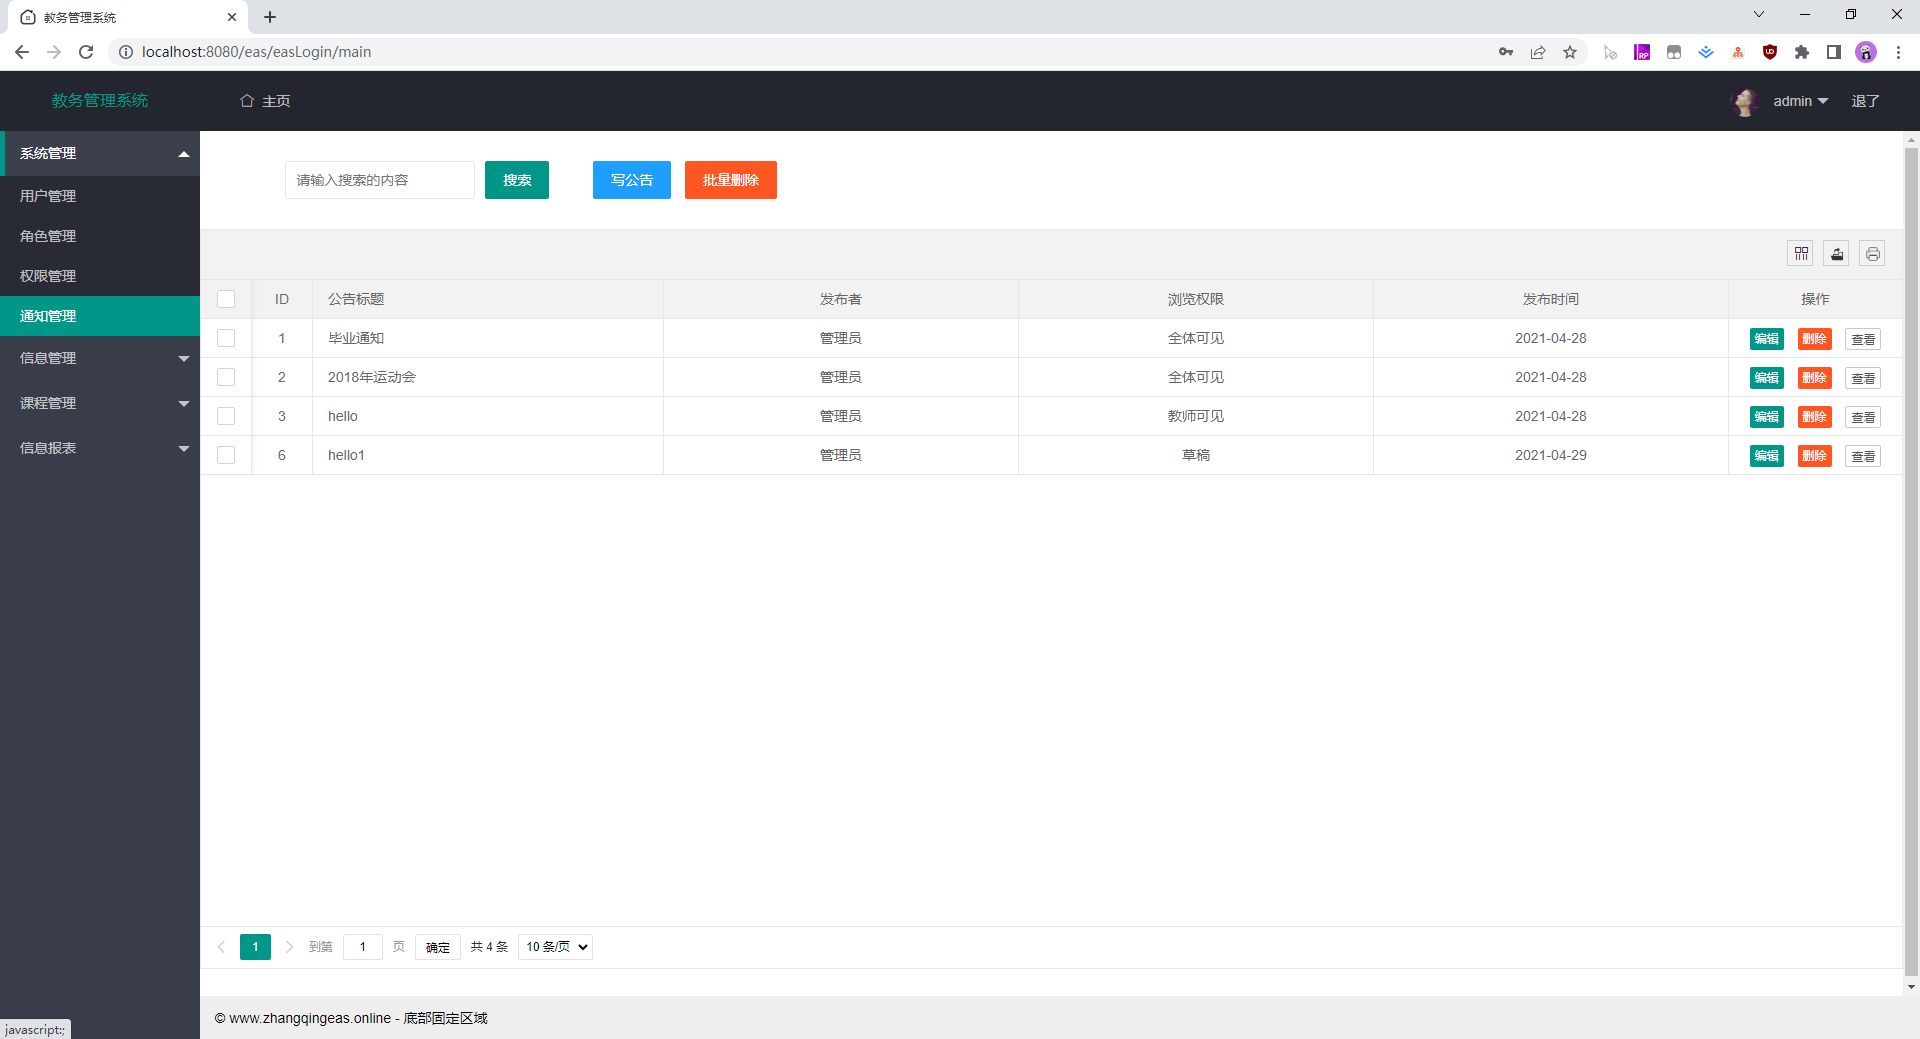 教务管理系统
localhost:8080/eas/easLogin/main
教务管理系统
主页
admin
退了
系统管理
用户管理
角色管理
权限管理
通知管理
信息管理
课程管理
信息报表
请输入搜索的内容
搜索
写公告
批量删除
ID 公告标题 发布者 浏览权限 发布时间 操作
1 毕业通知 管理员 全体可见 2021-04-28 编辑 删除 查看
2 2018年运动会 管理员 全体可见 2021-04-28 编辑 删除 查看
3 hello 管理员 教师可见 2021-04-28 编辑 删除 查看
6 hello1 管理员 草稿 2021-04-29 编辑 删除 查看
1 到第 1 页 确定 共 4 条 10 条/页
© www.zhangqingeas.online - 底部固定区域
javascript:;